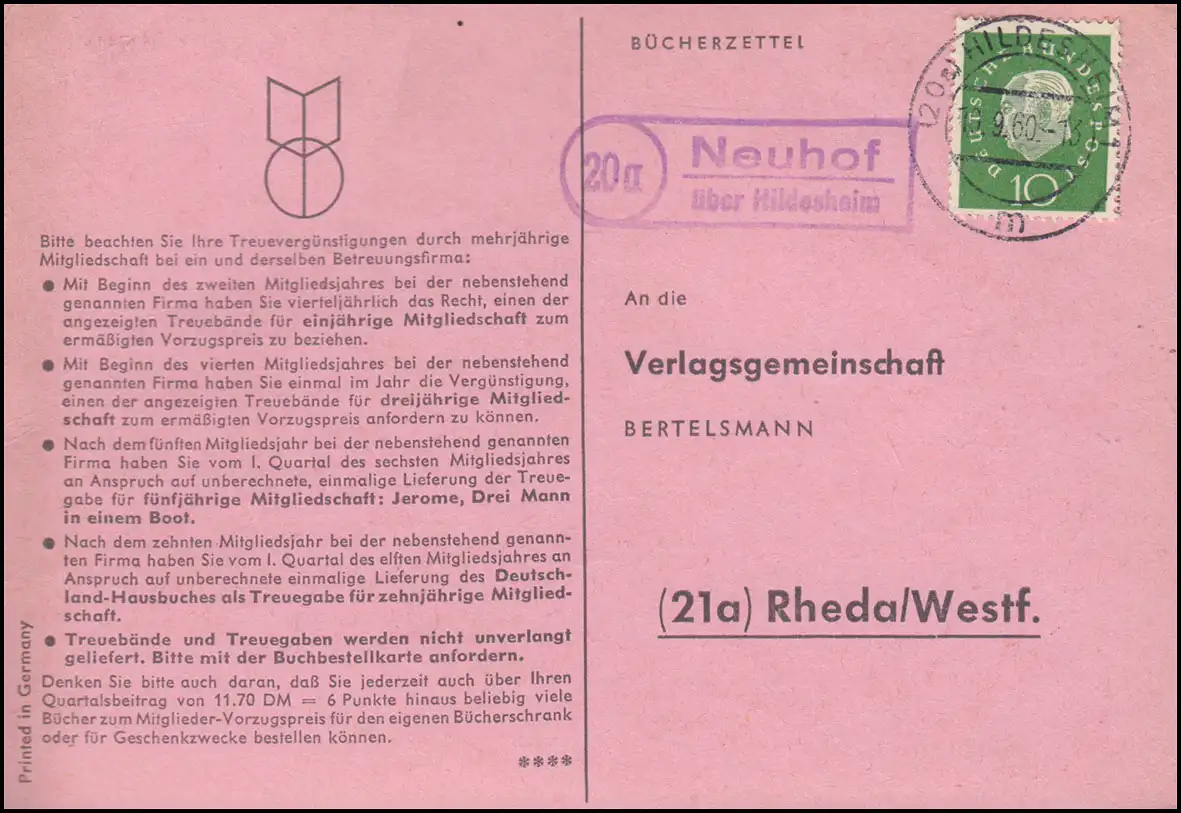 Bitte beachten Sie Ihre Treuevergünstigungen durch mehrjährige
Mitgliedschaft bei ein und derselben Betreuungsfirma:
● Mit Beginn des zweiten Mitgliedsjahres bei der nebenstehend
genannten Firma haben Sie vierteljährlich das Recht, einen der
angezeigten Treuebände für einjährige Mitgliedschaft zum
ermäßigten Vorzugspreis zu beziehen.
● Mit Beginn des vierten Mitgliedsjahres bei der nebenstehend
genannten Firma haben Sie einmal im Jahr die Vergünstigung,
einen der angezeigten Treuebände für dreijährige Mitglied-
schaft zum ermäßigten Vorzugspreis anfordern zu können.
● Nach dem fünften Mitgliedsjahr bei der nebenstehend genannten
Firma haben Sie vom I. Quartal des sechsten Mitgliedsjahres
an Anspruch auf unberechnete, einmalige Lieferung der Treue-
gabe für fünfjährige Mitgliedschaft: Jerome, Drei Mann
in einem Boot.
● Nach dem zehnten Mitgliedsjahr bei der nebenstehend genann-
ten Firma haben Sie vom I. Quartal des elften Mitgliedsjahres an
Anspruch auf unberechnete einmalige Lieferung des Deutsch-
land-Hausbuches als Treuegabe für zehnjährige Mitglied-
schaft.
● Treuebände und Treuegaben werden nicht unverlangt
geliefert. Bitte mit der Buchbestellkarte anfordern.
Denken Sie bitte auch daran, daß Sie jederzeit auch über Ihren
Quartalsbeitrag von 11.70 DM = 6 Punkte hinaus beliebig viele
Bücher zum Mitglieder-Vorzugspreis für den eigenen Bücherschrank
oder für Geschenkzwecke bestellen können.
****
Printed in Germany
BÜCHERZETTEL
20a
Neuhof
über Hildesheim
(20a) HILDESHEIM
9.60.-13
m
DEUTSCHE BUNDESPOST
10
An die
Verlagsgemeinschaft
BERTELSMANN
(21a) Rheda/Westf.